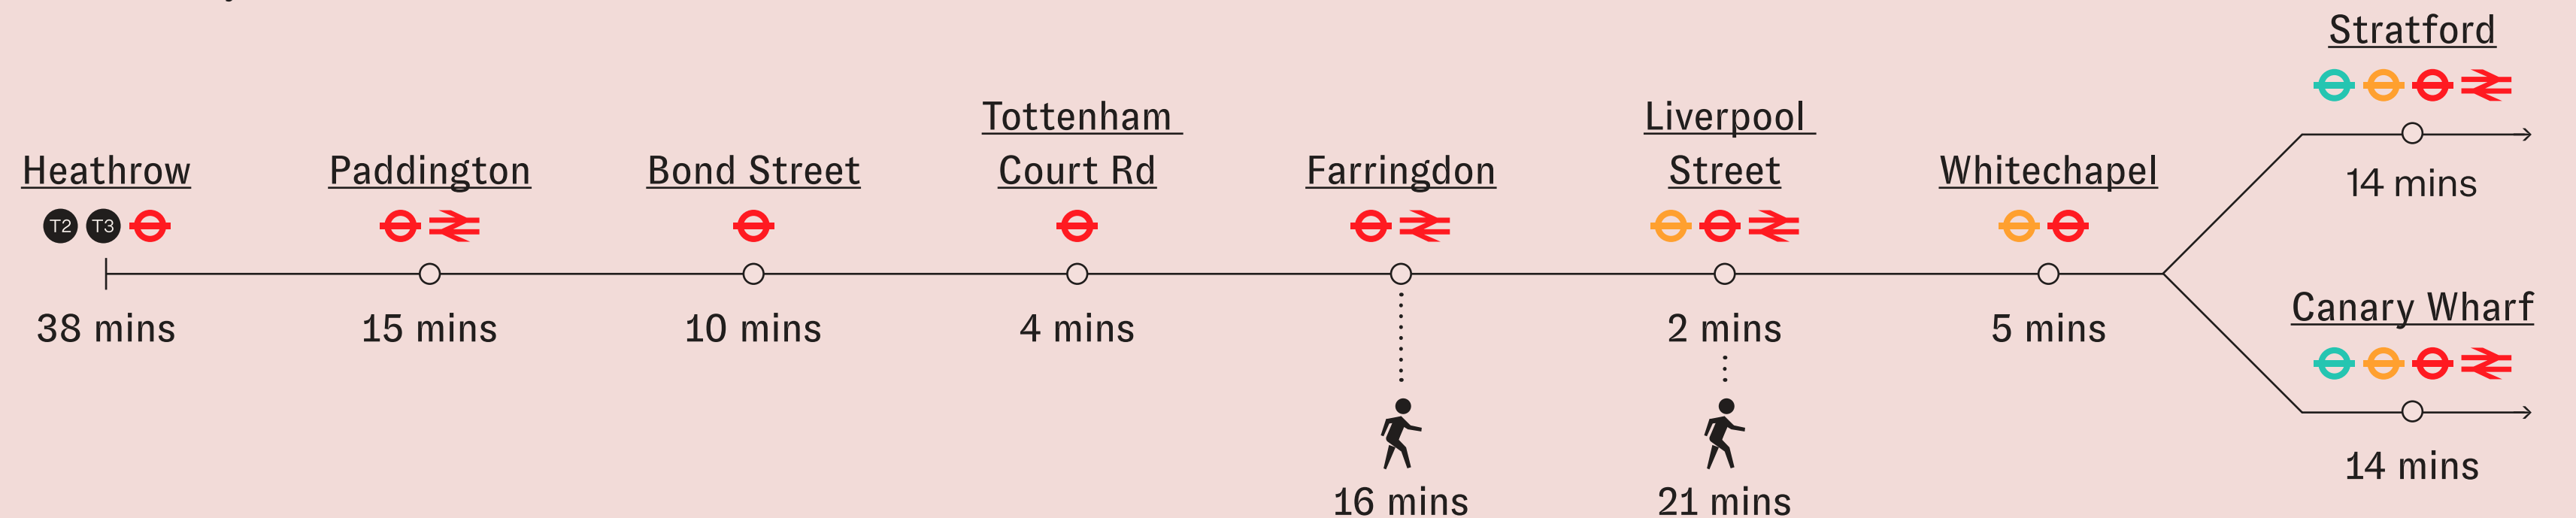 Heathrow
T2 T3
38 mins
Paddington
15 mins
Bond Street
10 mins
Tottenham
Court Rd
4 mins
Farringdon
16 mins
Liverpool
Street
2 mins
21 mins
Whitechapel
5 mins
Stratford
14 mins
Canary Wharf
14 mins